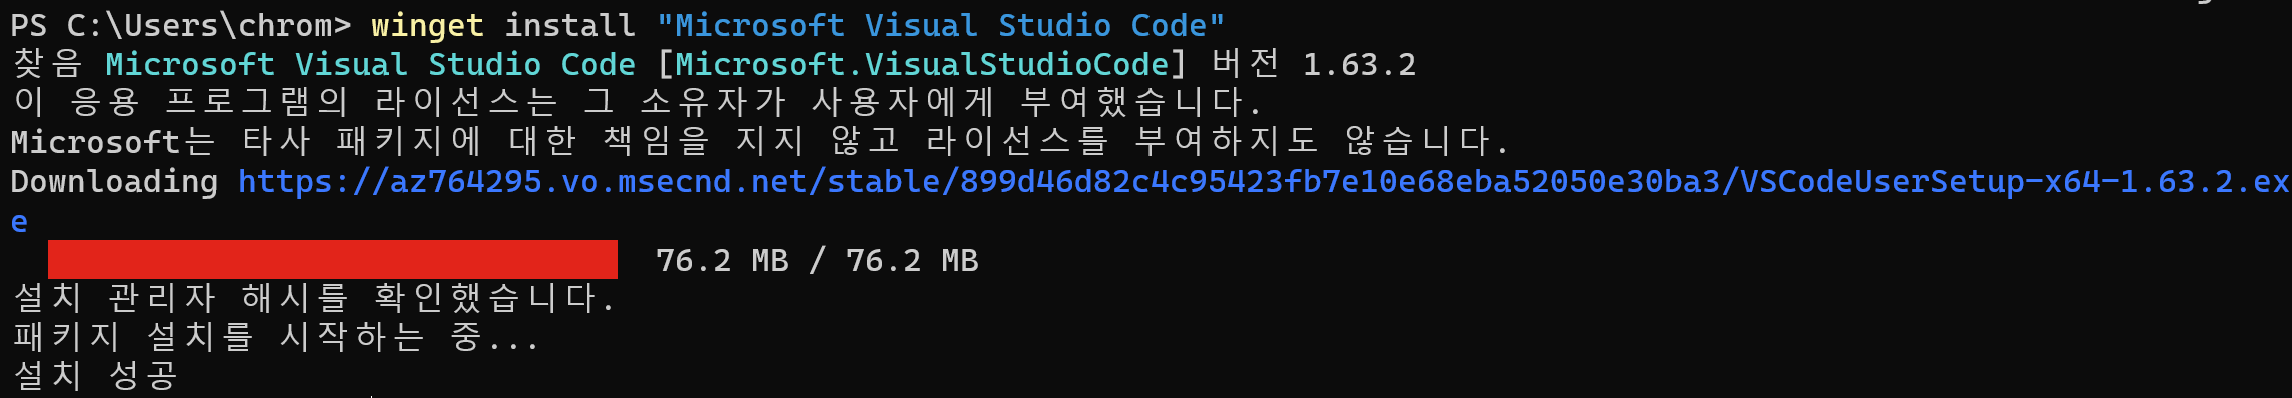 PS C:\Users\chrom> winget install "Microsoft Visual Studio Code"
찾음 Microsoft Visual Studio Code [Microsoft.VisualStudioCode] 버전 1.63.2
이 응용 프로그램의 라이선스는 그 소유자가 사용자에게 부여했습니다.
Microsoft는 타사 패키지에 대한 책임을 지지 않고 라이선스를 부여하지도 않습니다.
Downloading https://az764295.vo.msecnd.net/stable/899d46d82c4c95423fb7e10e68eba52050e30ba3/VSCodeUserSetup-x64-1.63.2.ex
e
76.2 MB / 76.2 MB
설치 관리자 해시를 확인했습니다.
패키지 설치를 시작하는 중...
설치 성공